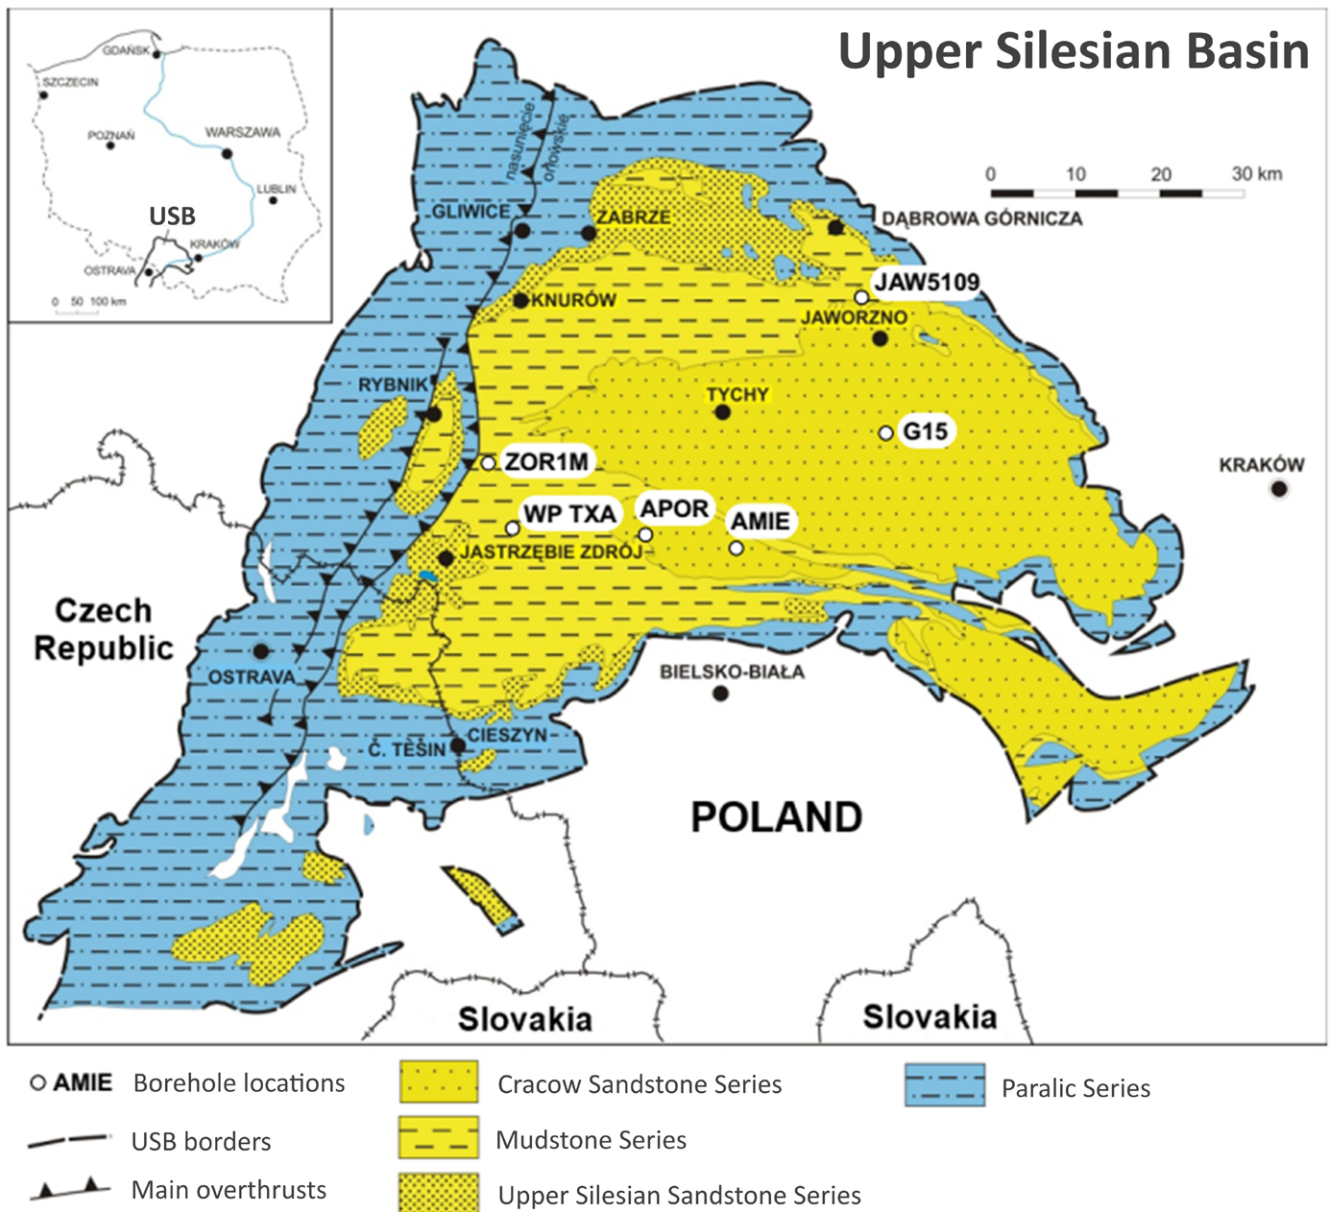 Upper Silesian Basin
GDAŃSK
SZCZECIN
POZNAŃ
WARSZAWA
LUBLIN
USB
KRAKÓW
OSTRAVA
0 50 100 km
0 10 20 30 km
nasunięcie
orłowskie
GLIWICE
ZABRZE
DĄBROWA GÓRNICZA
JAW5109
KNURÓW
JAWORZNO
RYBNIK
TYCHY
G15
ZOR1M
KRAKÓW
WP TXA
APOR
AMIE
JASTRZĘBIE ZDRÓJ
Czech
Republic
OSTRAVA
BIELSKO-BIAŁA
CIESZYN
Č. TĚŠIN
POLAND
Slovakia
Slovakia
AMIE Borehole locations
USB borders
Main overthrusts
Cracow Sandstone Series
Mudstone Series
Upper Silesian Sandstone Series
Paralic Series